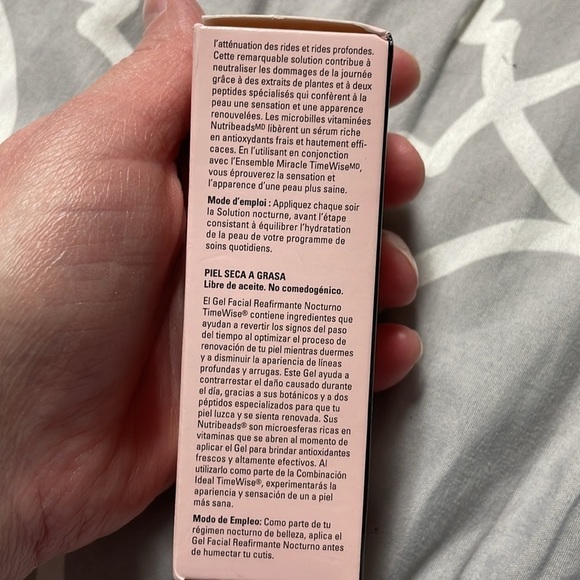 l'atténuation des rides et rides profondes.
Cette remarquable solution contribue à
neutraliser les dommages de la journée
grâce à des extraits de plantes et à deux
peptides spécialisés qui confèrent à la
peau une sensation et une apparence
renouvelées. Les microbilles vitaminées
NutribeadsMD libèrent un sérum riche
en antioxydants frais et hautement effi-
caces. En l'utilisant en conjonction
avec l'Ensemble Miracle TimeWiseMD,
vous éprouverez la sensation et
l'apparence d'une peau plus saine.
Mode d'emploi : Appliquez chaque soir
la Solution nocturne, avant l'étape
consistant à équilibrer l'hydratation
de la peau de votre programme de
soins quotidiens.
PIEL SECA A GRASA
Libre de aceite. No comedogénico.
El Gel Facial Reafirmante Nocturno
TimeWise® contiene ingredientes que
ayudan a revertir los signos del paso
del tiempo al optimizar el proceso de
renovación de tu piel mientras duermes
y a disminuir la apariencia de líneas
profundas y arrugas. Este Gel ayuda a
contrarrestar el daño causado durante
el día, gracias a sus botánicos y a dos
péptidos especializados para que tu
piel luzca y se sienta renovada. Sus
Nutribeads® son microesferas ricas en
vitaminas que se abren al momento de
aplicar el Gel para brindar antioxidantes
frescos y altamente efectivos. Al
utilizarlo como parte de la Combinación
Ideal TimeWise®, experimentarás la
apariencia y sensación de un a piel
más sana.
Modo de Empleo: Como parte de tu
régimen nocturno de belleza, aplica el
Gel Facial Reafirmante Nocturno antes
de humectar tu cutis.